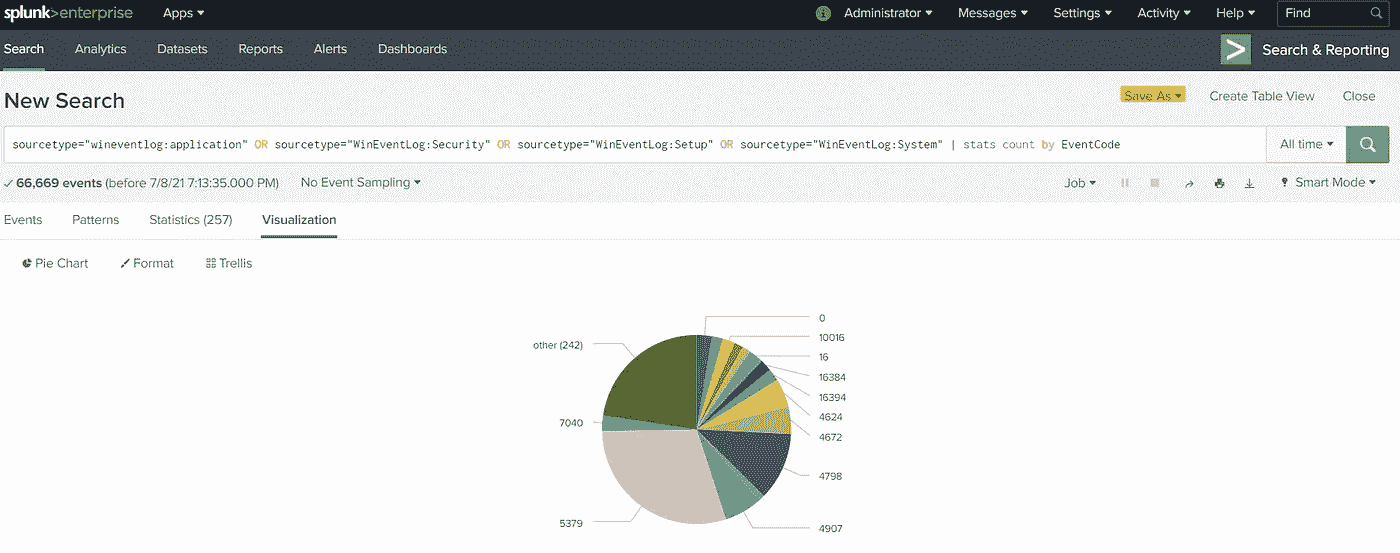 splunk>enterprise Apps Administrator Messages Settings Activity Help Find
Search Analytics Datasets Reports Alerts Dashboards Search & Reporting
New Search Save As Create Table View Close
sourcetype="wineventlog:application" OR sourcetype="WinEventLog:Security" OR sourcetype="WinEventLog:Setup" OR sourcetype="WinEventLog:System" | stats count by EventCode All time
66,669 events (before 7/8/21 7:13:35.000 PM) No Event Sampling Job Smart Mode
Events Patterns Statistics (257) Visualization
Pie Chart Format Trellis
0
10016
other (242)
16
16384
16394
4624
7040
4672
4798
5379
4907